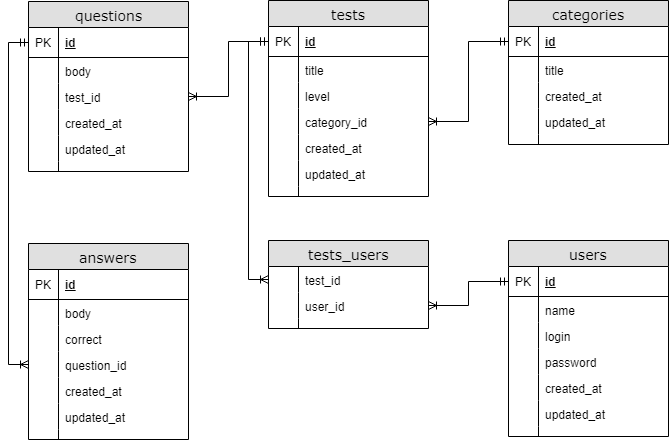 questions
PK id
body
test_id
created_at
updated_at
tests
PK id
title
level
category_id
created_at
updated_at
categories
PK id
title
created_at
updated_at
answers
PK id
body
correct
question_id
created_at
updated_at
tests_users
test_id
user_id
users
PK id
name
login
password
created_at
updated_at